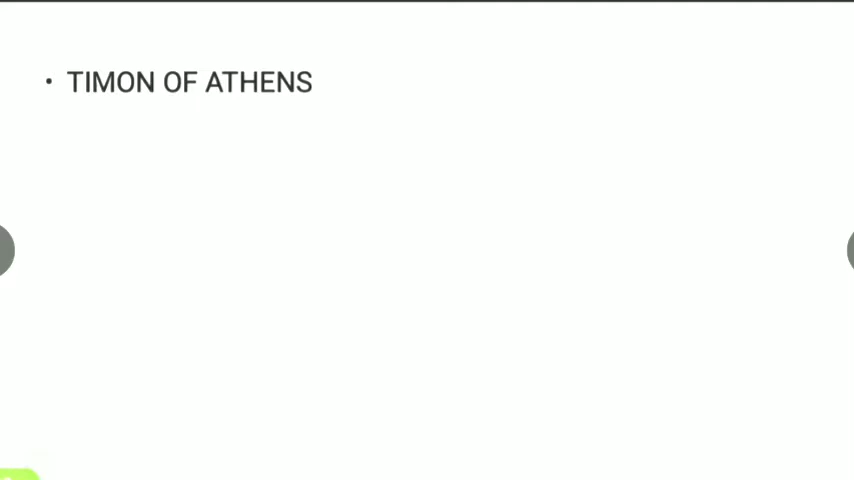 • TIMON OF ATHENS